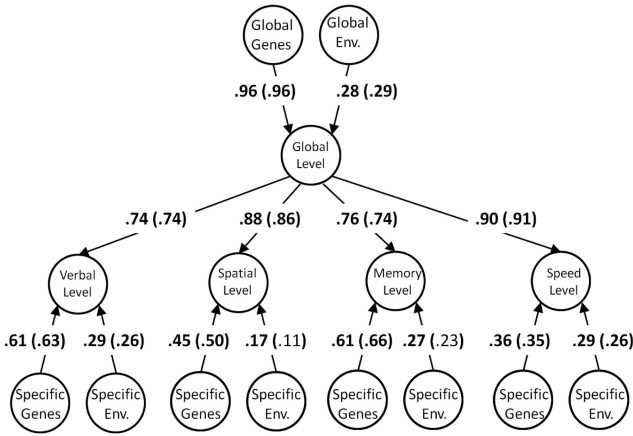 Global
Genes
Global
Env.
.96 (.96)
.28 (.29)
Global
Level
.74 (.74)
.88 (.86)
.76 (.74)
.90 (.91)
Verbal
Level
Spatial
Level
Memory
Level
Speed
Level
.61 (.63)
.29 (.26)
.45 (.50)
.17 (.11)
.61 (.66)
.27 (.23)
.36 (.35)
.29 (.26)
Specific
Genes
Specific
Env.
Specific
Genes
Specific
Env.
Specific
Genes
Specific
Env.
Specific
Genes
Specific
Env.